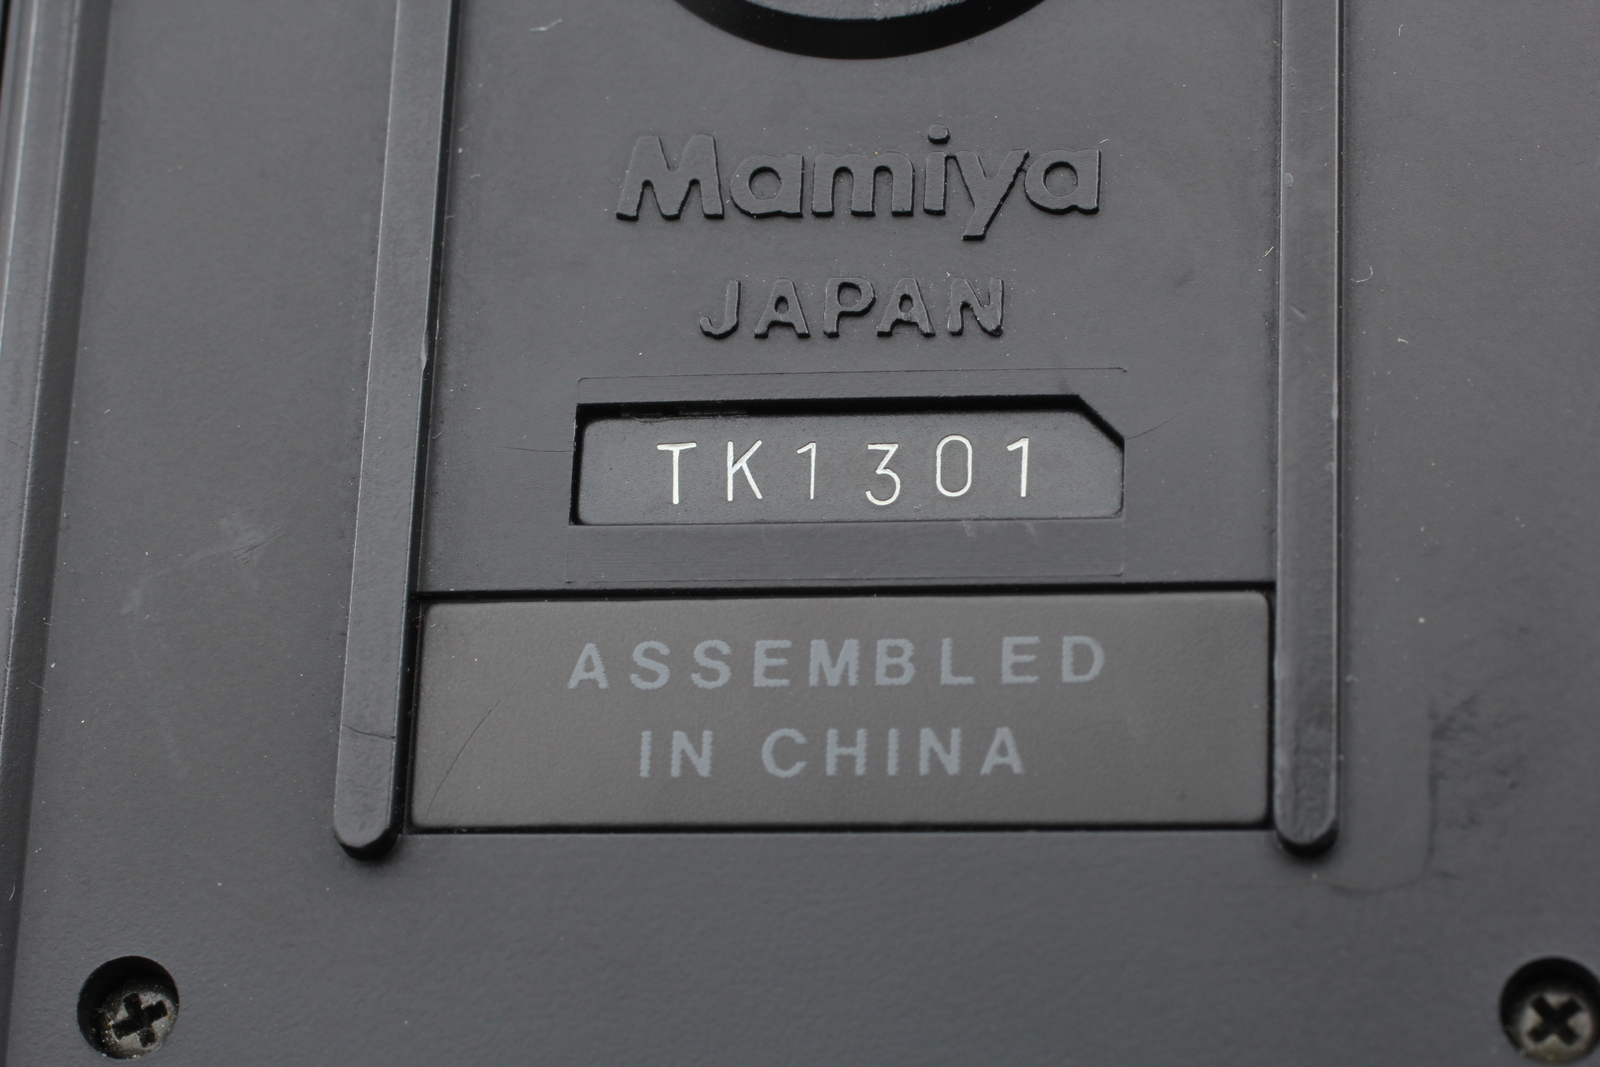 Mamiya
JAPAN
TK1301
ASSEMBLED
IN CHINA